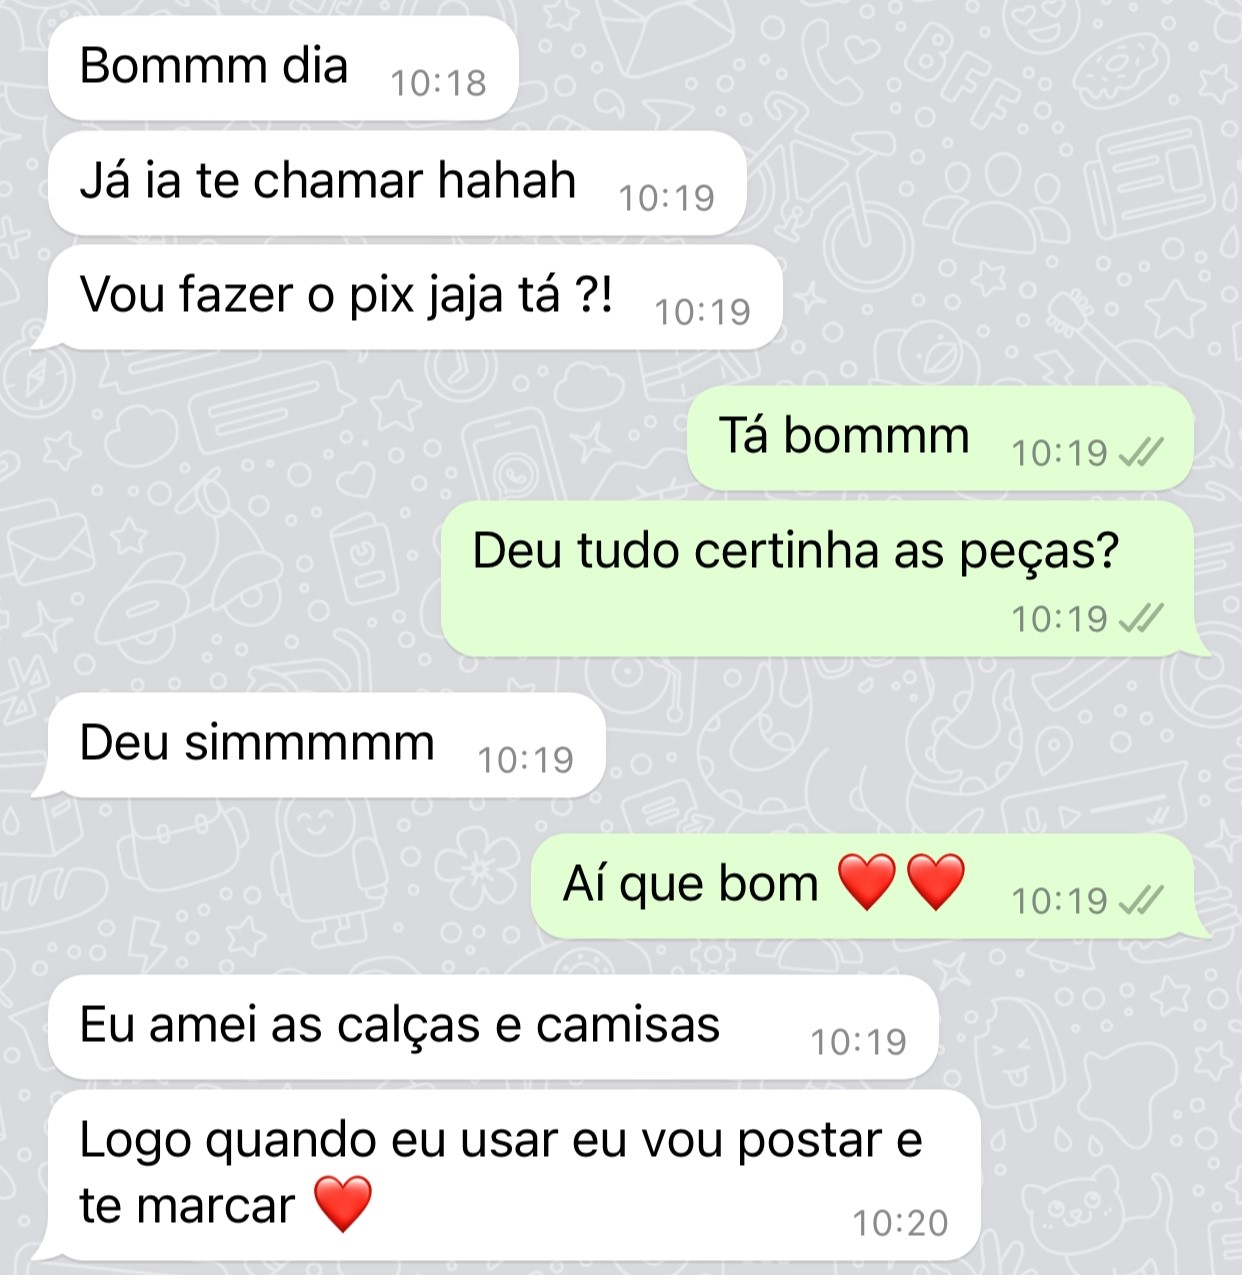 Bommm dia 10:18
Já ia te chamar hahah 10:19
Vou fazer o pix jaja tá ?! 10:19
Tá bommm 10:19
Deu tudo certinha as peças?
10:19
Deu simmmmm 10:19
Aí que bom ❤️❤️ 10:19
Eu amei as calças e camisas 10:19
Logo quando eu usar eu vou postar e
te marcar ❤️ 10:20